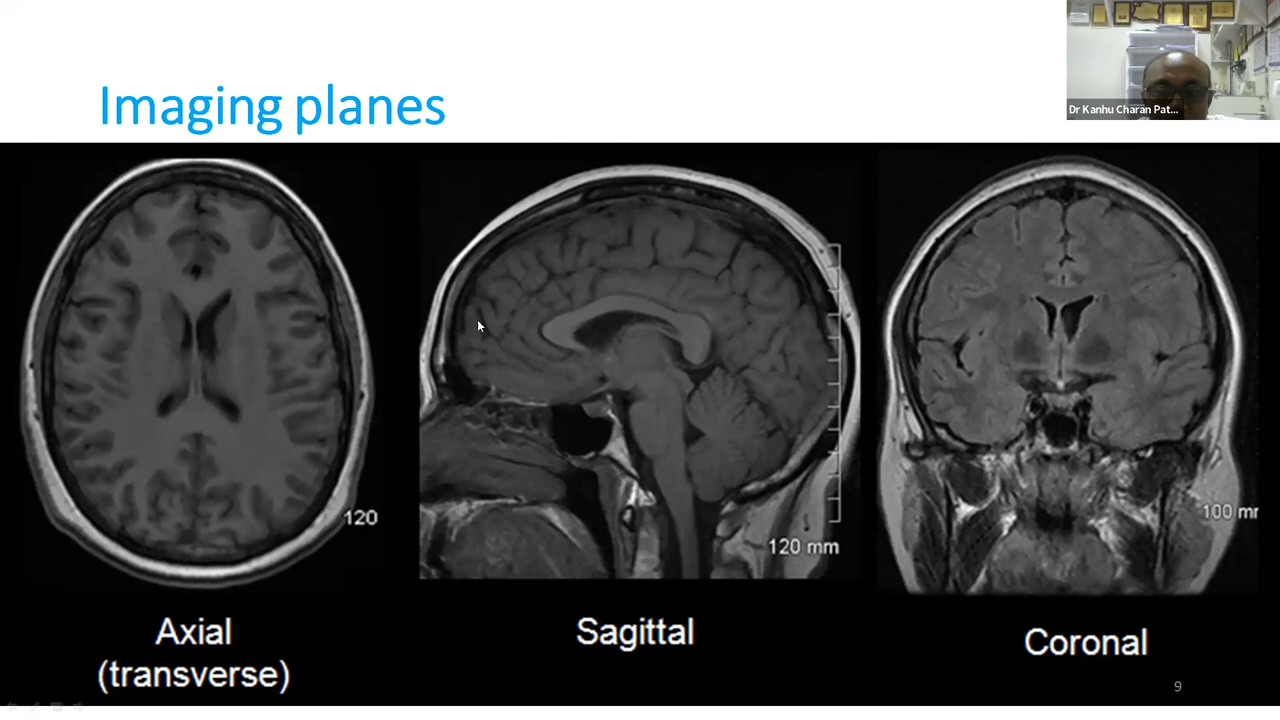 Imaging planes
Dr Kanhu Charan Pat...
120
120 mm
100 mr
Axial
(transverse)
Sagittal
Coronal
9